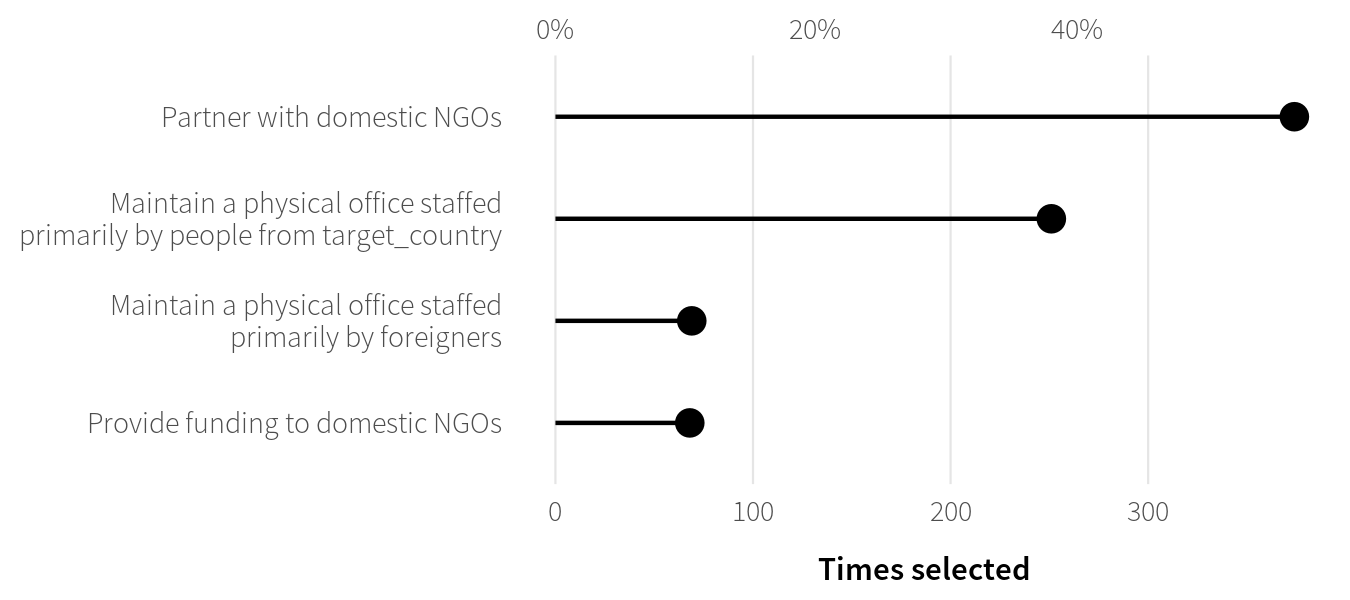 0% 20% 40%
Partner with domestic NGOs
Maintain a physical office staffed
primarily by people from target_country
Maintain a physical office staffed
primarily by foreigners
Provide funding to domestic NGOs
0 100 200 300
Times selected